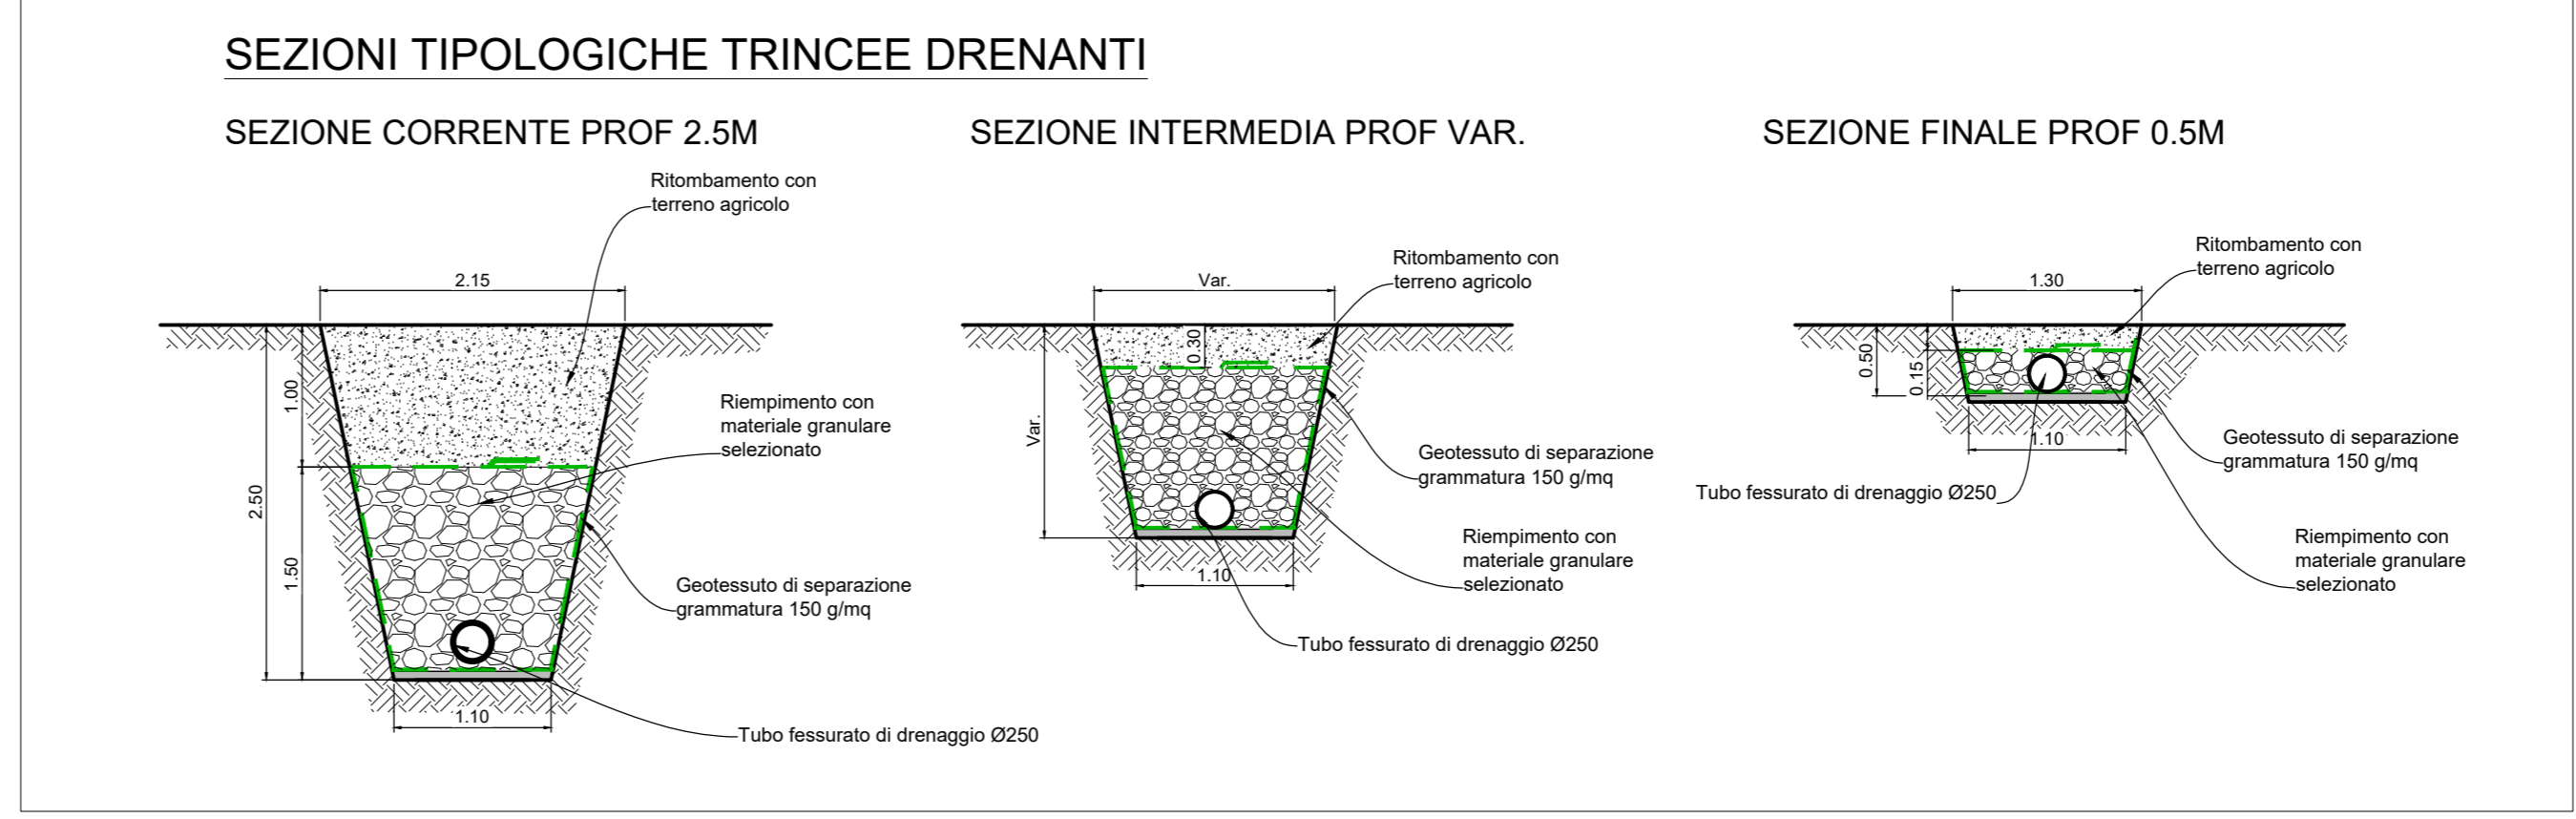 SEZIONI TIPOLOGICHE TRINCEE DRENANTI
SEZIONE CORRENTE PROF 2.5M
Ritombamento con
terreno agricolo
2.15
1.00
2.50
1.50
Riempimento con
materiale granulare
selezionato
Geotessuto di separazione
grammatura 150 g/mq
1.10
Tubo fessurato di drenaggio Ø250
SEZIONE INTERMEDIA PROF VAR.
Ritombamento con
terreno agricolo
Var.
0.30
Var.
Geotessuto di separazione
grammatura 150 g/mq
Riempimento con
materiale granulare
selezionato
1.10
Tubo fessurato di drenaggio Ø250
SEZIONE FINALE PROF 0.5M
Ritombamento con
terreno agricolo
1.30
0.50
0.15
1.10
Geotessuto di separazione
grammatura 150 g/mq
Tubo fessurato di drenaggio Ø250
Riempimento con
materiale granulare
selezionato